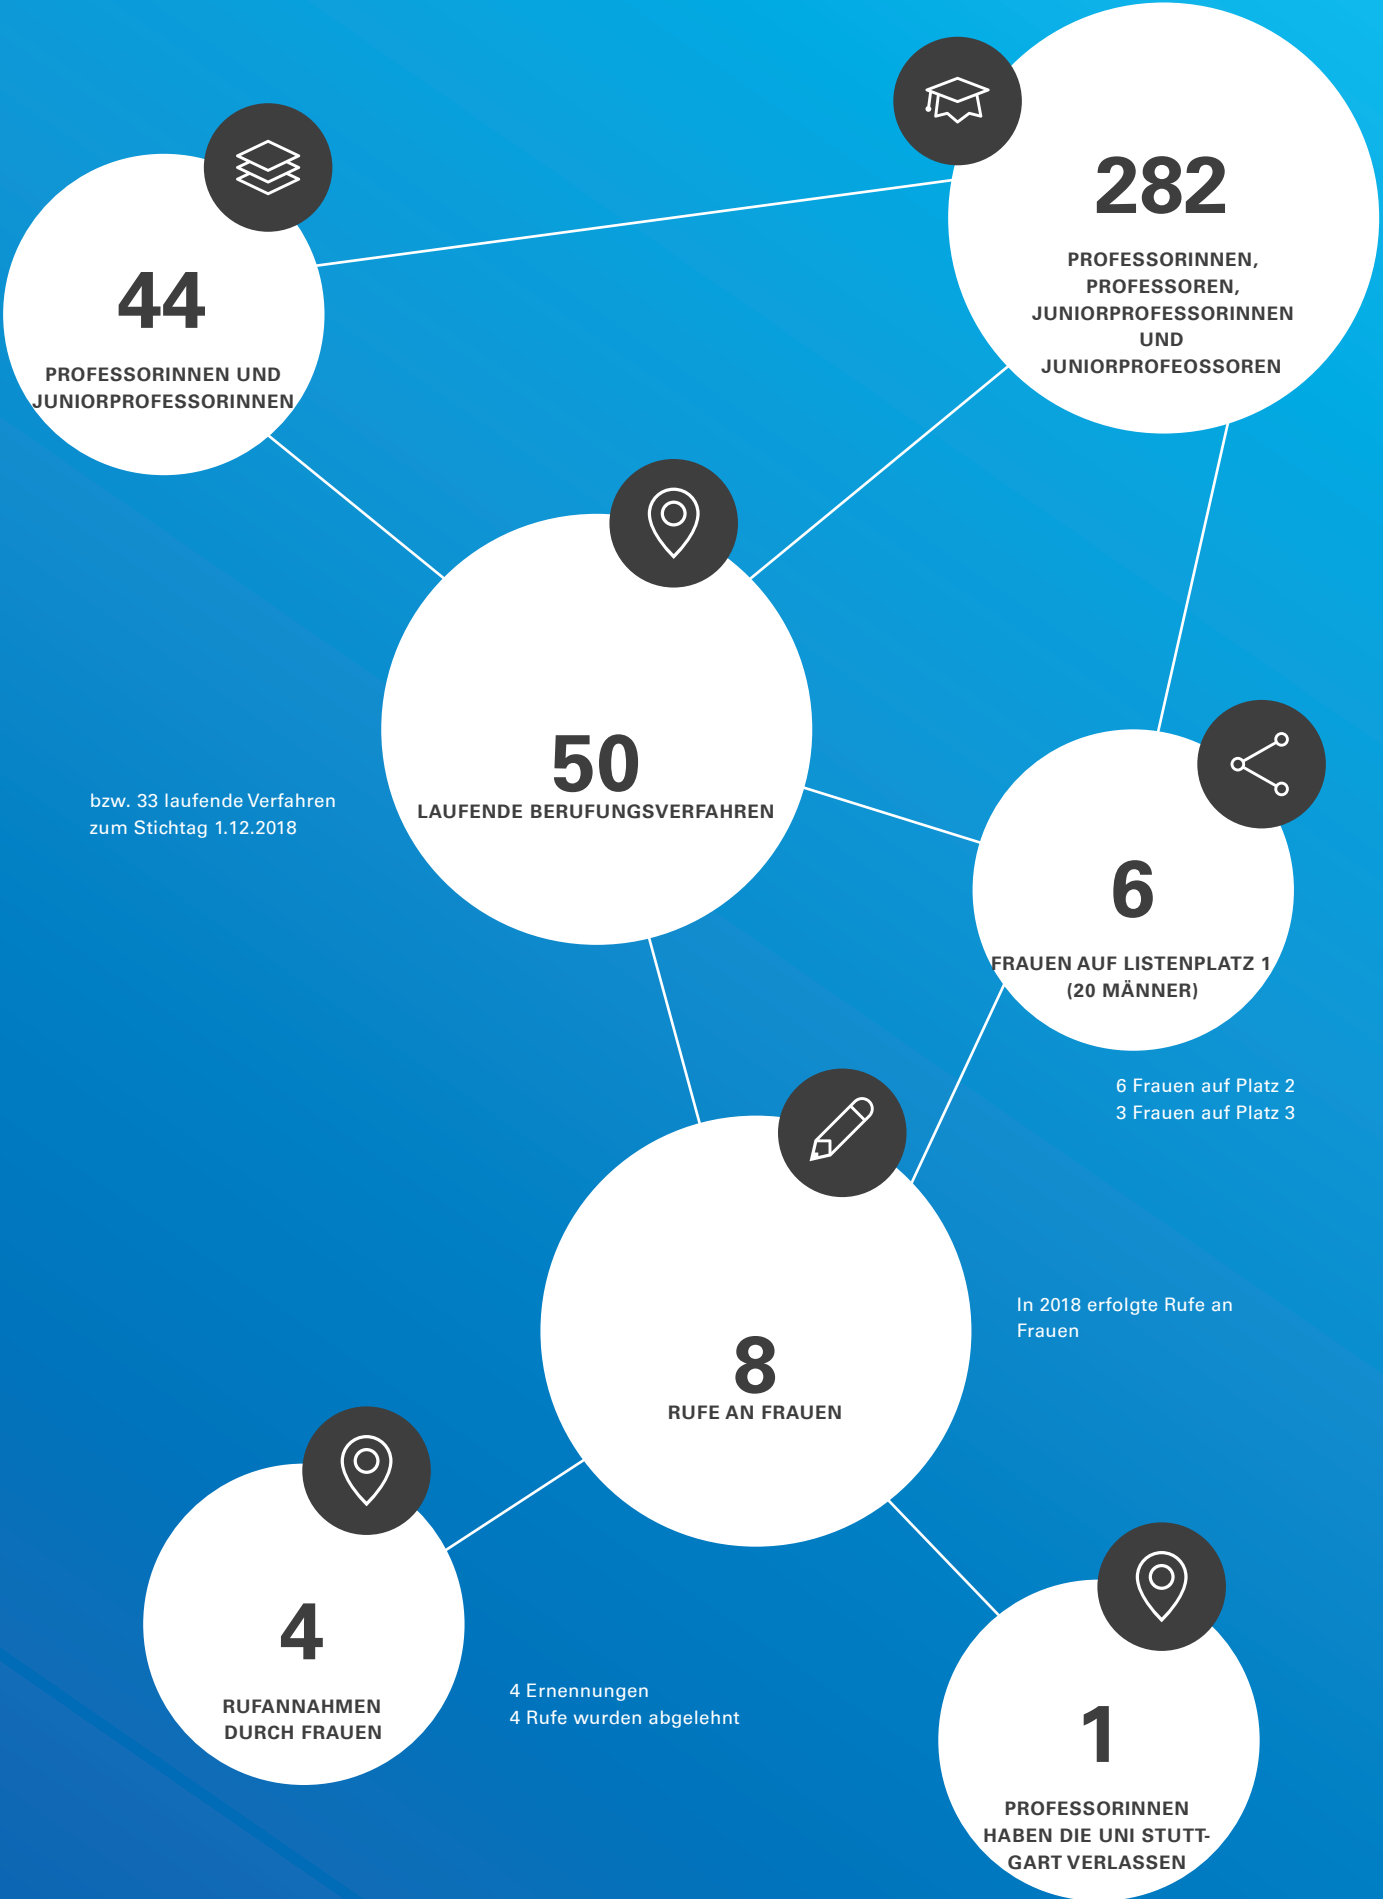 282
PROFESSORINNEN,
PROFESSOREN,
JUNIORPROFESSORINNEN
UND
JUNIORPROFEOSSOREN
44
PROFESSORINNEN UND
JUNIORPROFESSORINNEN
50
LAUFENDE BERUFUNGSVERFAHREN
bzw. 33 laufende Verfahren
zum Stichtag 1.12.2018
6
FRAUEN AUF LISTENPLATZ 1
(20 MÄNNER)
6 Frauen auf Platz 2
3 Frauen auf Platz 3
8
RUFE AN FRAUEN
In 2018 erfolgte Rufe an
Frauen
4
RUFANNAHMEN
DURCH FRAUEN
4 Ernennungen
4 Rufe wurden abgelehnt
1
PROFESSORINNEN
HABEN DIE UNI STUTT-
GART VERLASSEN